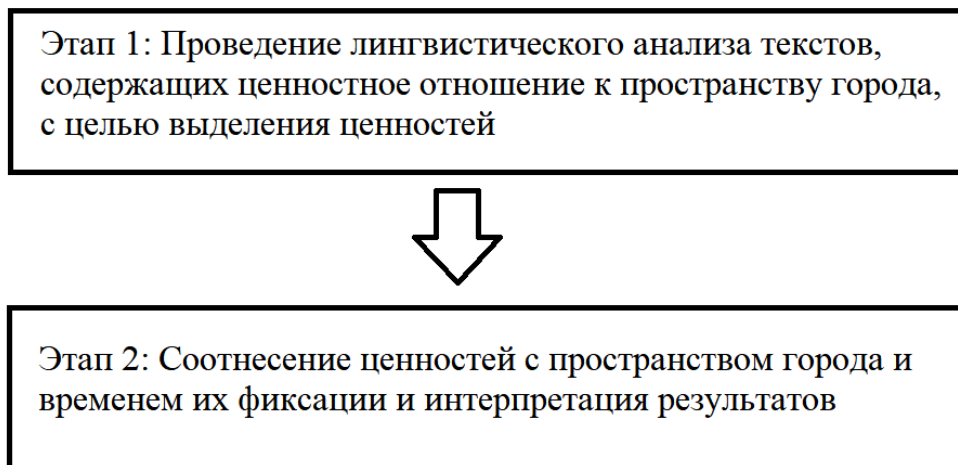 Этап 1: Проведение лингвистического анализа текстов,
содержащих ценностное отношение к пространству города,
с целью выделения ценностей
Этап 2: Соотнесение ценностей с пространством города и
временем их фиксации и интерпретация результатов